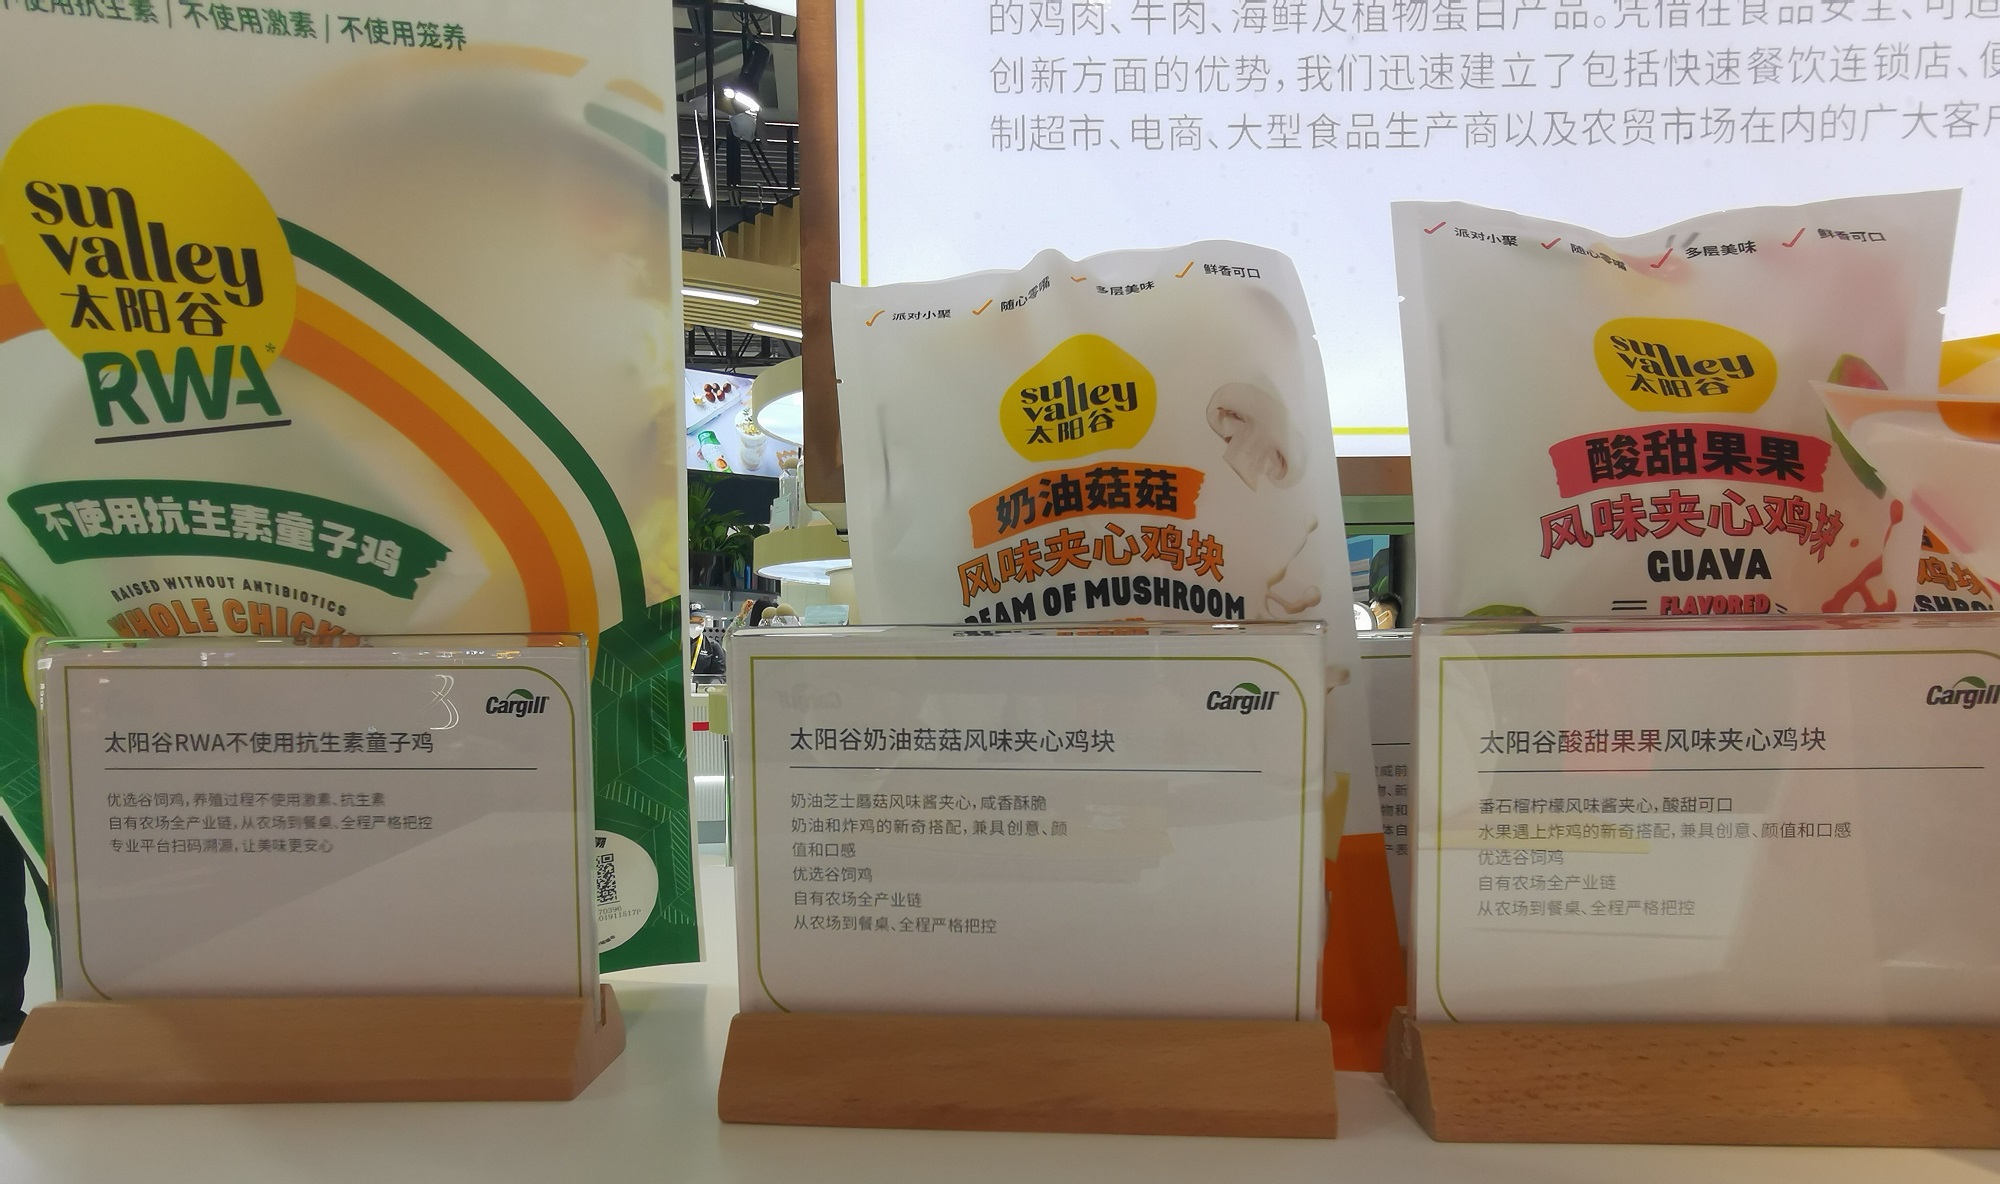 不使用抗生素 | 不使用激素 | 不使用笼养
sun
valley
太阳谷
RWA*
不使用抗生素童子鸡
RAISED WITHOUT ANTIBIOTICS
WHOLE CHICKEN
的鸡肉、牛肉、海鲜及植物蛋白产品。凭借在食品安全、可追
创新方面的优势，我们迅速建立了包括快速餐饮连锁店、便
制超市、电商、大型食品生产商以及农贸市场在内的广大客户
派对小聚 随心零嘴 多层美味 鲜香可口
sun
valley
太阳谷
奶油菇菇
风味夹心鸡块
REAM OF MUSHROOM
派对小聚 随心零嘴 多层美味 鲜香可口
sun
valley
太阳谷
酸甜果果
风味夹心鸡块
GUAVA
FLAVORED
鸡块
SHRO
Cargill
太阳谷RWA不使用抗生素童子鸡
优选谷饲鸡，养殖过程不使用激素、抗生素
自有农场全产业链，从农场到餐桌、全程严格把控
专业平台扫码溯源，让美味更安心
Cargill
太阳谷奶油菇菇风味夹心鸡块
奶油芝士蘑菇风味酱夹心，咸香酥脆
奶油和炸鸡的新奇搭配，兼具创意、颜
值和口感
优选谷饲鸡
自有农场全产业链
从农场到餐桌、全程严格把控
Cargill
太阳谷酸甜果果风味夹心鸡块
番石榴柠檬风味酱夹心，酸甜可口
水果遇上炸鸡的新奇搭配，兼具创意、颜值和口感
优选谷饲鸡
自有农场全产业链
从农场到餐桌、全程严格把控